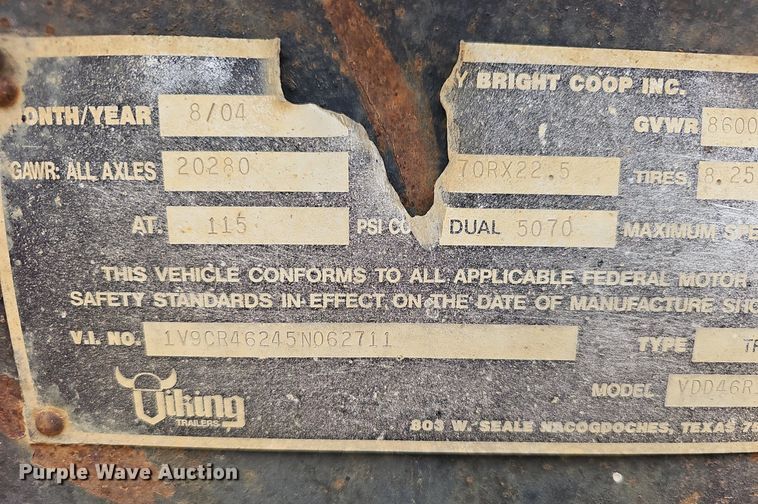 Y BRIGHT COOP INC.
MONTH/YEAR 8/04 GVWR 8600
GAWR: ALL AXLES 20280 70RX22.5 TIRES, 8.25
AT. 115 PSI CO DUAL 5070 MAXIMUM SPE
THIS VEHICLE CONFORMS TO ALL APPLICABLE FEDERAL MOTOR
SAFETY STANDARDS IN EFFECT ON THE DATE OF MANUFACTURE SHO
V.I. NO. 1V9CR46245N062711 TYPE TR
MODEL VDD46R
Viking
TRAILERS
803 W. SEALE NACOGDOCHES, TEXAS 75
Purple Wave Auction